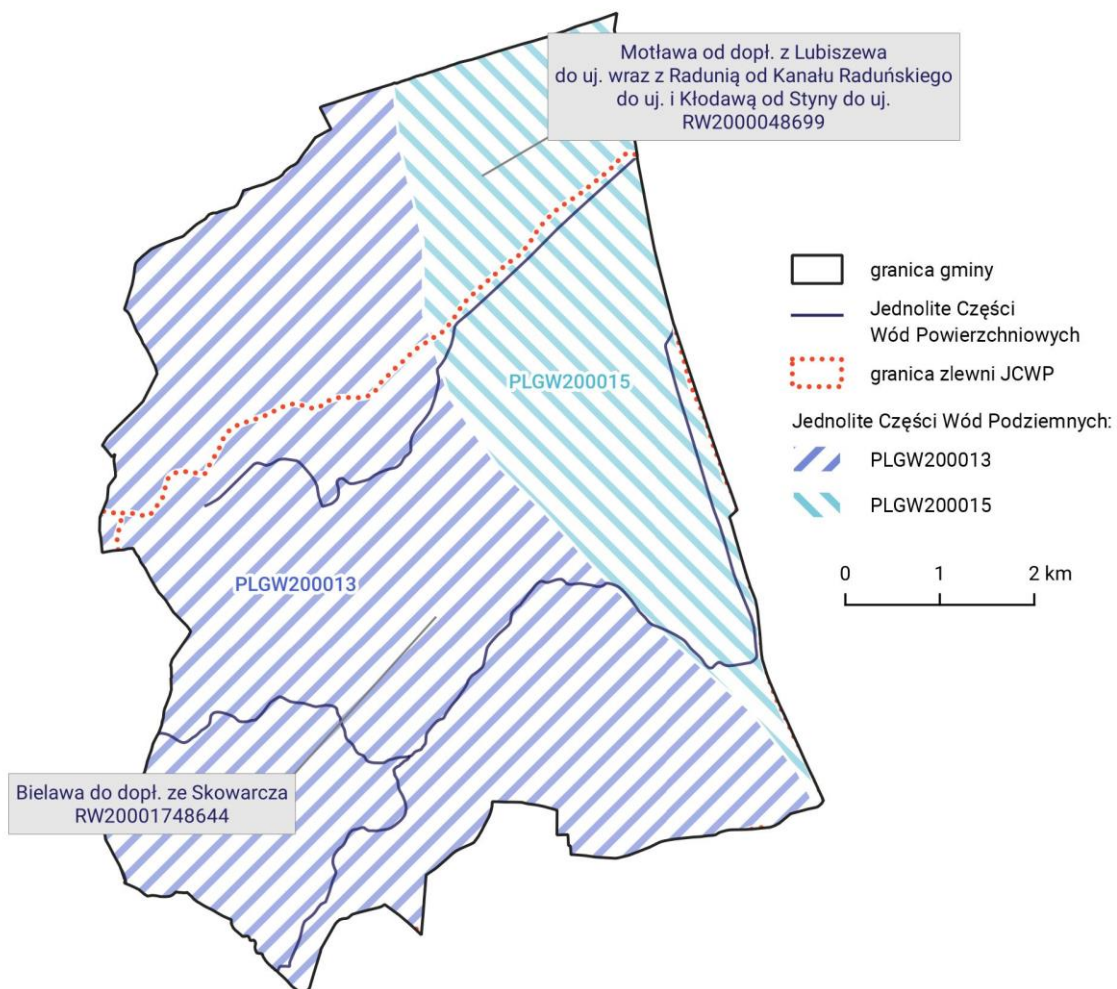 Motława od dopł. z Lubiszewa
do uj. wraz z Radunią od Kanału Raduńskiego
do uj. i Kłodawą od Styny do uj.
RW2000048699
granica gminy
Jednolite Części
Wód Powierzchniowych
granica zlewni JCWP
Jednolite Części Wód Podziemnych:
PLGW200013
PLGW200015
0 1 2 km
PLGW200015
PLGW200013
Bielawa do dopł. ze Skowarcza
RW20001748644